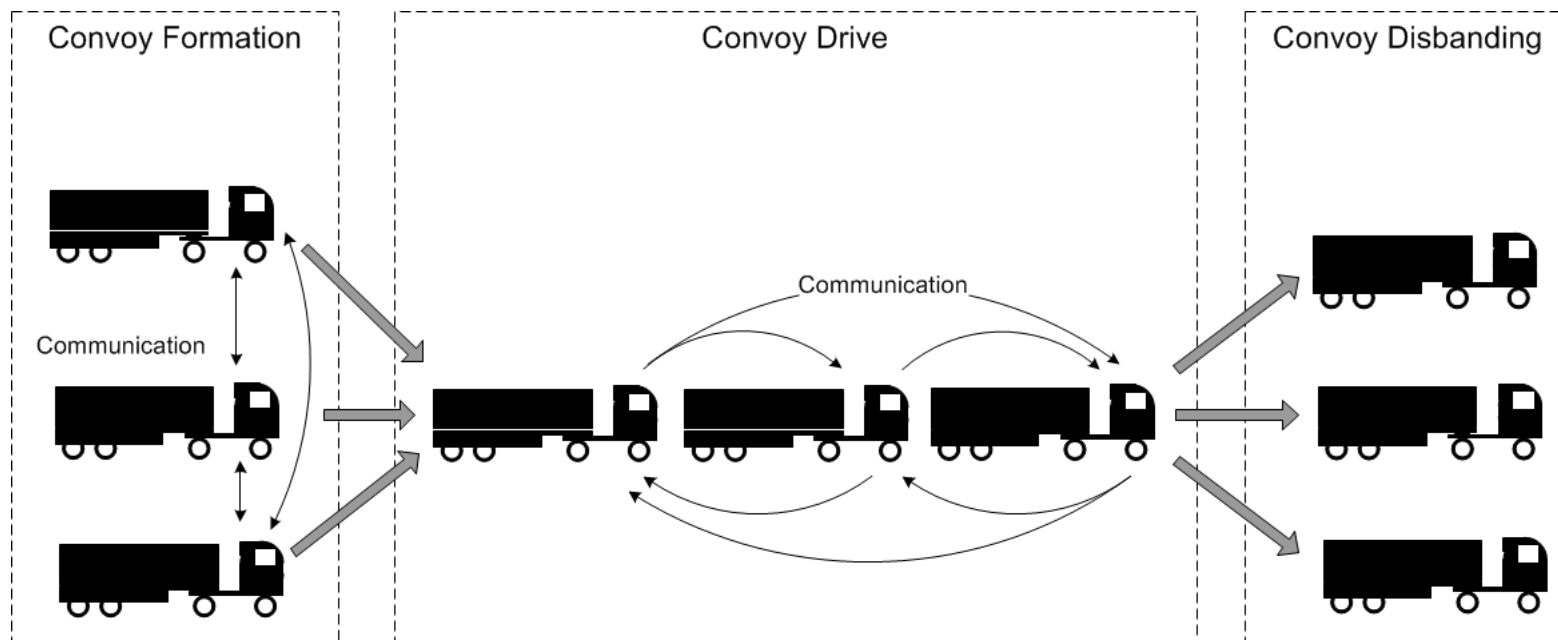 Convoy Formation
Convoy Drive
Convoy Disbanding
Communication
Communication